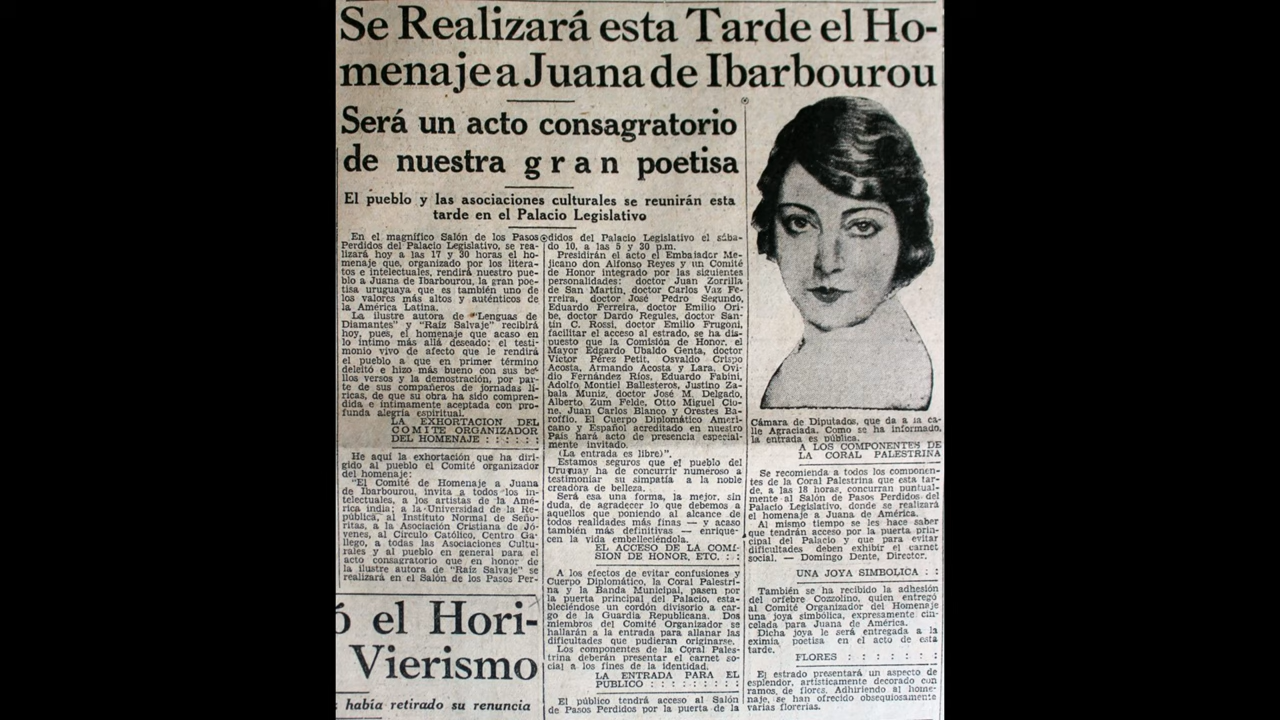 Se Realizará esta Tarde el Ho-
menaje a Juana de Ibarbourou
Será un acto consagratorio
de nuestra gran poetisa
El pueblo y las asociaciones culturales se reunirán esta
tarde en el Palacio Legislativo
En el magnífico Salón de los Pasos
Perdidos del Palacio Legislativo, se rea-
lizará hoy a las 17 y 30 horas el ho-
menaje que, organizado por los litera-
tos e intelectuales, rendirá nuestro pue-
blo a Juana de Ibarbourou, la gran poe-
tisa uruguaya que es también uno de
los valores más altos y auténticos de
la América Latina.
La ilustre autora de "Lenguas de
Diamantes" y "Raíz Salvaje" recibirá
hoy, pues, el homenaje que acaso en
lo íntimo más allá deseado: el testi-
monio vivo de afecto que le rendirá
el pueblo a que en primer término
deleitó e hizo más bueno con sus be-
llos versos y la demostración, por par-
te de sus compañeros de jornadas lí-
ricas, de que su obra ha sido compren-
dida e intimamente aceptada con pro-
funda alegría espiritual.
LA EXHORTACION DEL
COMITE ORGANIZADOR
DEL HOMENAJE : : : : : :
He aquí la exhortación que ha diri-
gido al pueblo el Comité organizador
del homenaje:
"El Comité de Homenaje a Juana
de Ibarbourou, invita a todos los in-
telectuales, a los artistas de la Amé-
rica india; a la Universidad de la Re-
pública, al Instituto Normal de Seño-
ritas, a la Asociación Cristiana de Jó-
venes, al Círculo Católico, Centro Ga-
llego, a todas las Asociaciones Cultu-
rales y al pueblo en general para el
acto consagratorio que en honor de
la ilustre autora de "Raíz Salvaje" se
realizará en el Salón de los Pasos Per-
didos del Palacio Legislativo el sába-
do 10, a las 5 y 30 p.m.
Presidirán el acto el Embajador Me-
jicano don Alfonso Reyes y un Comité
de Honor integrado por las siguientes
personalidades: doctor Juan Zorrilla
de San Martín, doctor Carlos Vaz Fe-
rreira, doctor José Pedro Segundo,
Eduardo Ferreira, doctor Emilio Ori-
be, doctor Dardo Regules, doctor San-
tín C. Rossi, doctor Emilio Frugoni,
facilitar el acceso al estrado, se ha dis-
puesto que la Comisión de Honor, el
Mayor Edgardo Ubaldo Genta, doctor
Víctor Pérez Petit, Osvaldo Crispo
Acosta, Armando Acosta y Lara, Ovi-
dio Fernández Ríos, Eduardo Fabini,
Adolfo Montiel Ballesteros, Justino Za-
bala Muniz, doctor José M. Delgado,
Alberto Zum Felde, Otto Miguel Cio-
ne, Juan Carlos Blanco y Orestes Ba-
roffio. El Cuerpo Diplomático Ameri-
cano y Español acreditado en nuestro
País hará acto de presencia especial-
mente invitado.
(La entrada es libre)".
Estamos seguros que el pueblo del
Uruguay ha de concurrir numeroso a
testimoniar su simpatía a la noble
creadora de belleza.
Será esa una forma, la mejor, sin
duda, de agradecer lo que debemos a
aquellos que poniendo al alcance de
todos realidades más finas — y acaso
también más definitivas — enrique-
cen la vida embelleciéndola.
EL ACCESO DE LA COMI-
SION DE HONOR, ETC. : :
A los efectos de evitar confusiones y
Cuerpo Diplomático, la Coral Palestri-
na y la Banda Municipal, pasen por
la puerta principal del Palacio, esta-
bleciéndose un cordón divisorio a car-
go de la Guardia Republicana. Dos
miembros del Comité Organizador se
hallarán a la entrada para allanar las
dificultades que pudieran originarse.
Los componentes de la Coral Pales-
trina deberán presentar el carnet so-
cial a los fines de la identidad.
LA ENTRADA PARA EL
PUBLICO : : : : : : : : :
El público tendrá acceso al Salón
de Pasos Perdidos por la puerta de la
Cámara de Diputados, que da a la ca-
lle Agraciada. Como se ha informado,
la entrada es pública.
A LOS COMPONENTES DE
LA CORAL PALESTRINA
Se recomienda a todos los componen-
tes de la Coral Palestrina que esta tar-
de, a las 18 horas, concurran puntual-
mente al Salón de Pasos Perdidos del
Palacio Legislativo, donde se realizará
el homenaje a Juana de América.
Al mismo tiempo se les hace saber
que tendrán acceso por la puerta prin-
cipal del Palacio y que para evitar
dificultades deben exhibir el carnet
social. — Domingo Dente, Director.
UNA JOYA SIMBOLICA : :
También se ha recibido la adhesión
del orfebre Cozzolino, quien entregó
al Comité Organizador del Homenaje
una joya simbólica, expresamente cin-
celada para Juana de América.
Dicha joya le será entregada a la
eximia poetisa en el acto de esta
tarde.
FLORES : : : : : : :
El estrado presentará un aspecto de
esplendor, artísticamente decorado con
ramos de flores. Adhiriendo al home-
naje, se han ofrecido obsequiosamente
varias florerías.
ó el Hori-
Vierismo
había retirado su renuncia